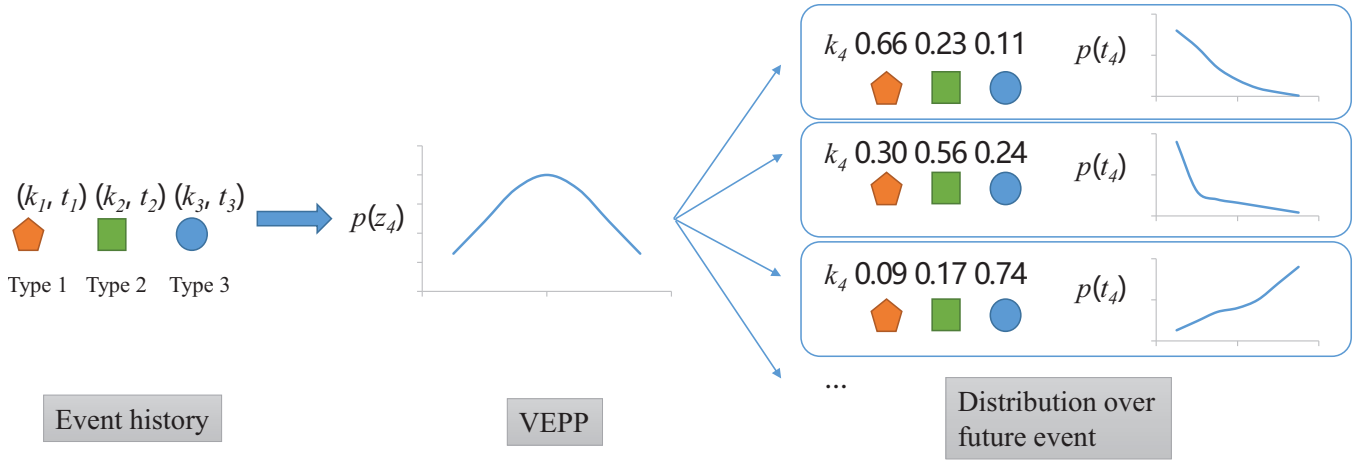 (k₁, t₁) (k₂, t₂) (k₃, t₃)
Type 1 Type 2 Type 3
Event history
p(z₄)
VEPP
k₄ 0.66 0.23 0.11
p(t₄)
k₄ 0.30 0.56 0.24
p(t₄)
k₄ 0.09 0.17 0.74
p(t₄)
...
Distribution over
future event